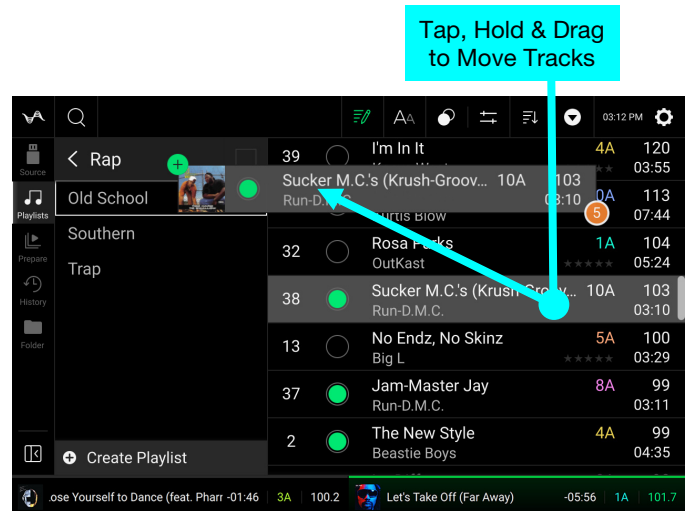 Tap, Hold & Drag
to Move Tracks
AA
03:12 PM
Source
Playlists
Prepare
History
Folder
Rap
Old School
Southern
Trap
Create Playlist
39 I'm In It 4A 120
03:55
Sucker M.C.'s (Krush-Groov... 10A 103
Run-D.M.C. 03:10
113
Kurtis Blow 07:44
5
32 Rosa Parks 1A 104
OutKast 05:24
38 Sucker M.C.'s (Krush-Groov... 10A 103
Run-D.M.C. 03:10
13 No Endz, No Skinz 5A 100
Big L 03:29
37 Jam-Master Jay 8A 99
Run-D.M.C. 03:11
2 The New Style 4A 99
Beastie Boys 04:35
.ose Yourself to Dance (feat. Pharr -01:46 3A 100.2 Let's Take Off (Far Away) -05:56 1A 101.7